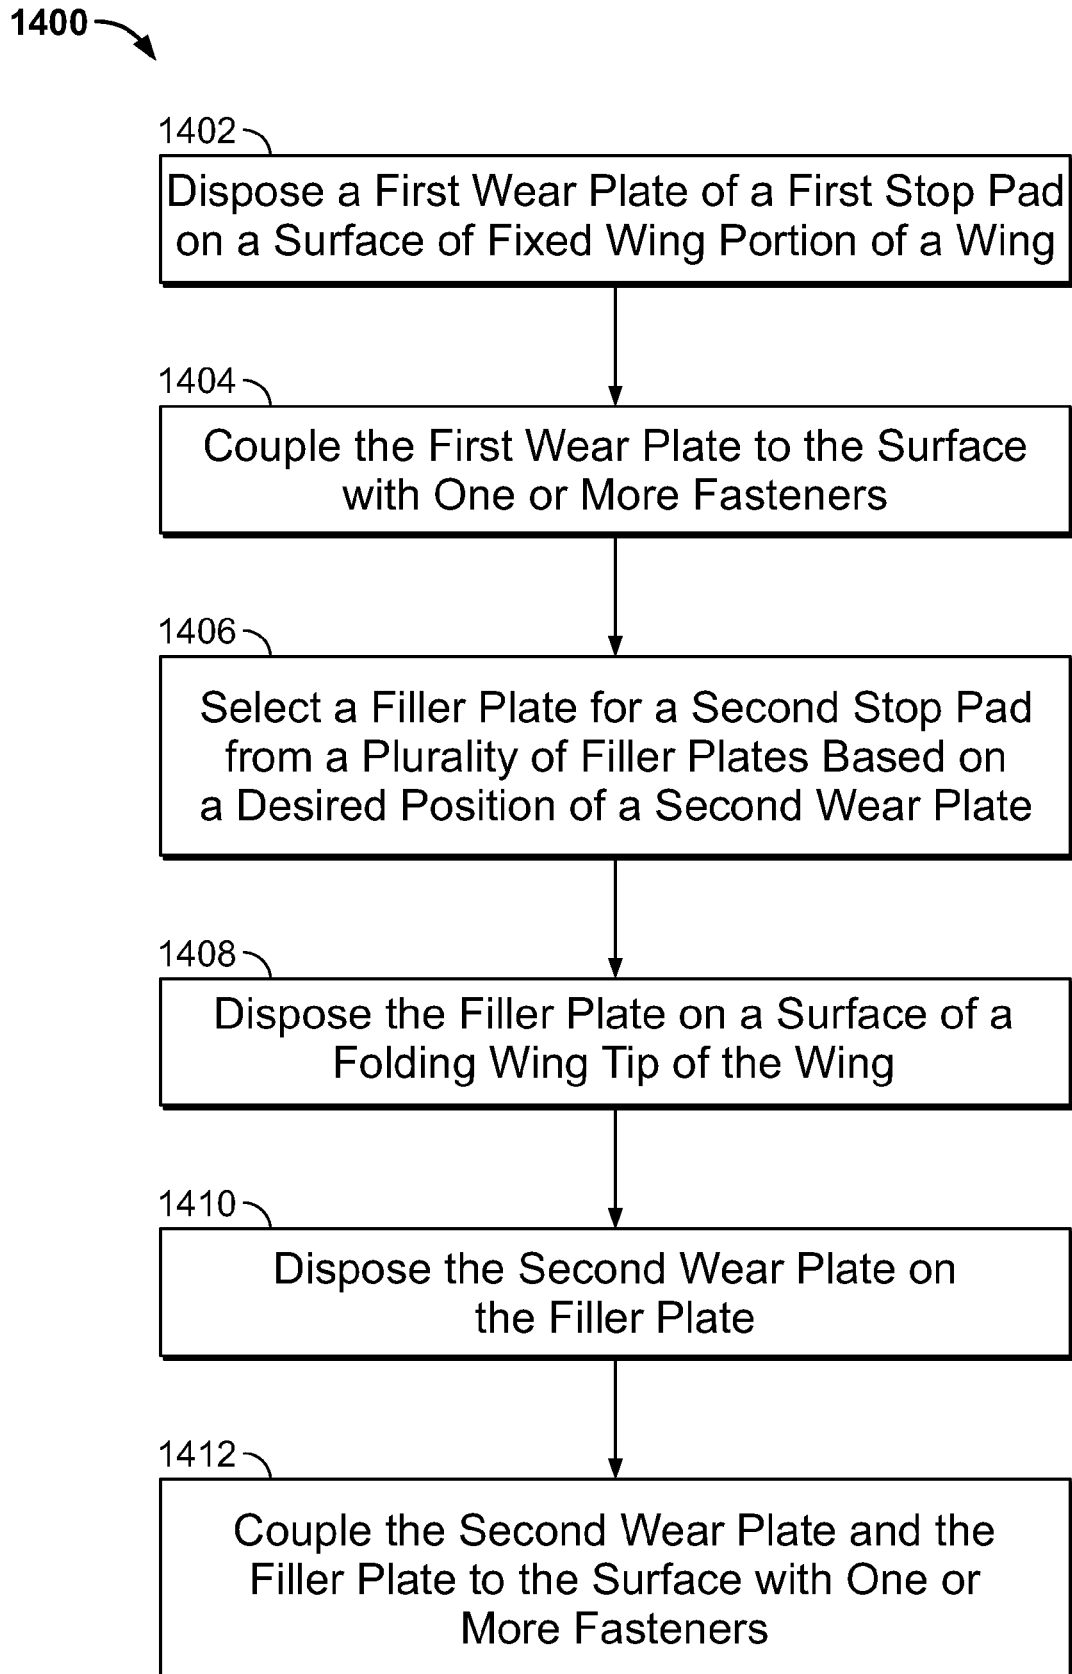 1400
1402
Dispose a First Wear Plate of a First Stop Pad
on a Surface of Fixed Wing Portion of a Wing
1404
Couple the First Wear Plate to the Surface
with One or More Fasteners
1406
Select a Filler Plate for a Second Stop Pad
from a Plurality of Filler Plates Based on
a Desired Position of a Second Wear Plate
1408
Dispose the Filler Plate on a Surface of a
Folding Wing Tip of the Wing
1410
Dispose the Second Wear Plate on
the Filler Plate
1412
Couple the Second Wear Plate and the
Filler Plate to the Surface with One or
More Fasteners